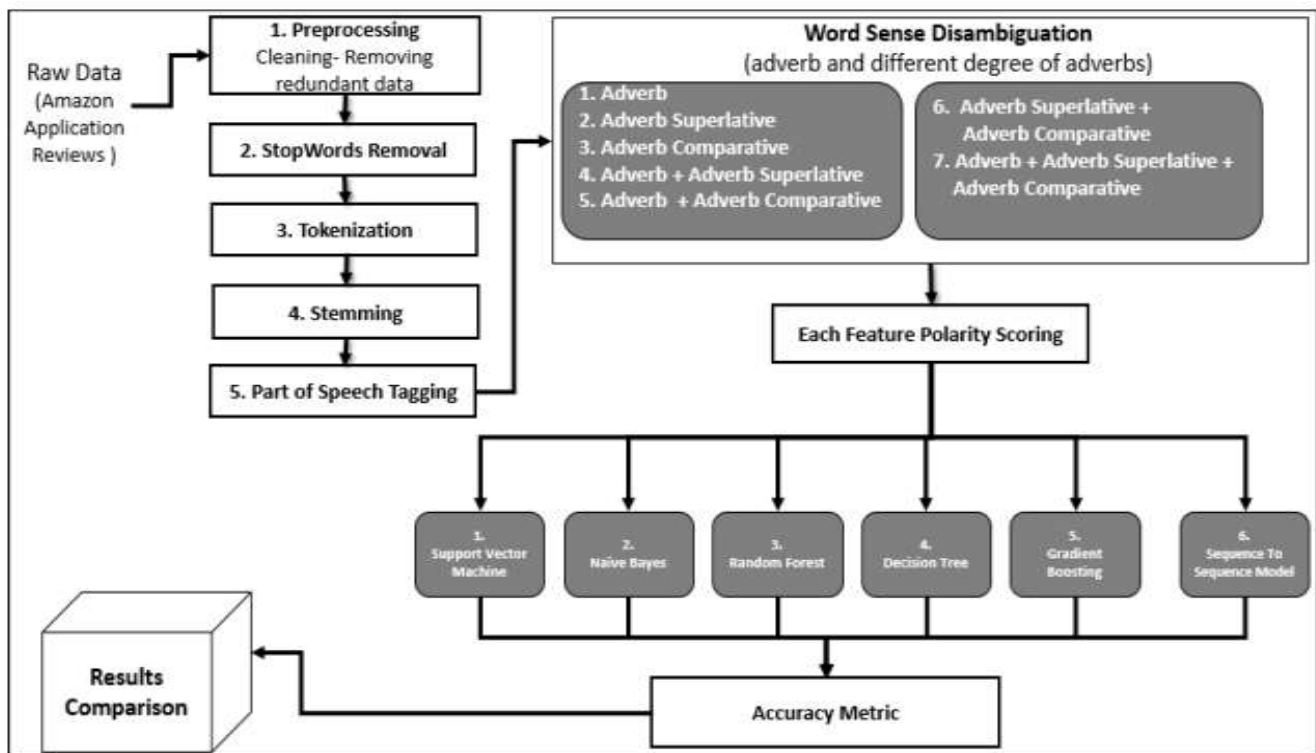 Raw Data
(Amazon
Application
Reviews )
1. Preprocessing
Cleaning- Removing
redundant data
2. StopWords Removal
3. Tokenization
4. Stemming
5. Part of Speech Tagging
Word Sense Disambiguation
(adverb and different degree of adverbs)
1. Adverb
2. Adverb Superlative
3. Adverb Comparative
4. Adverb + Adverb Superlative
5. Adverb + Adverb Comparative
6. Adverb Superlative +
Adverb Comparative
7. Adverb + Adverb Superlative +
Adverb Comparative
Each Feature Polarity Scoring
1.
Support Vector
Machine
2.
Naive Bayes
3.
Random Forest
4.
Decision Tree
5.
Gradient
Boosting
6.
Sequence To
Sequence Model
Accuracy Metric
Results
Comparison